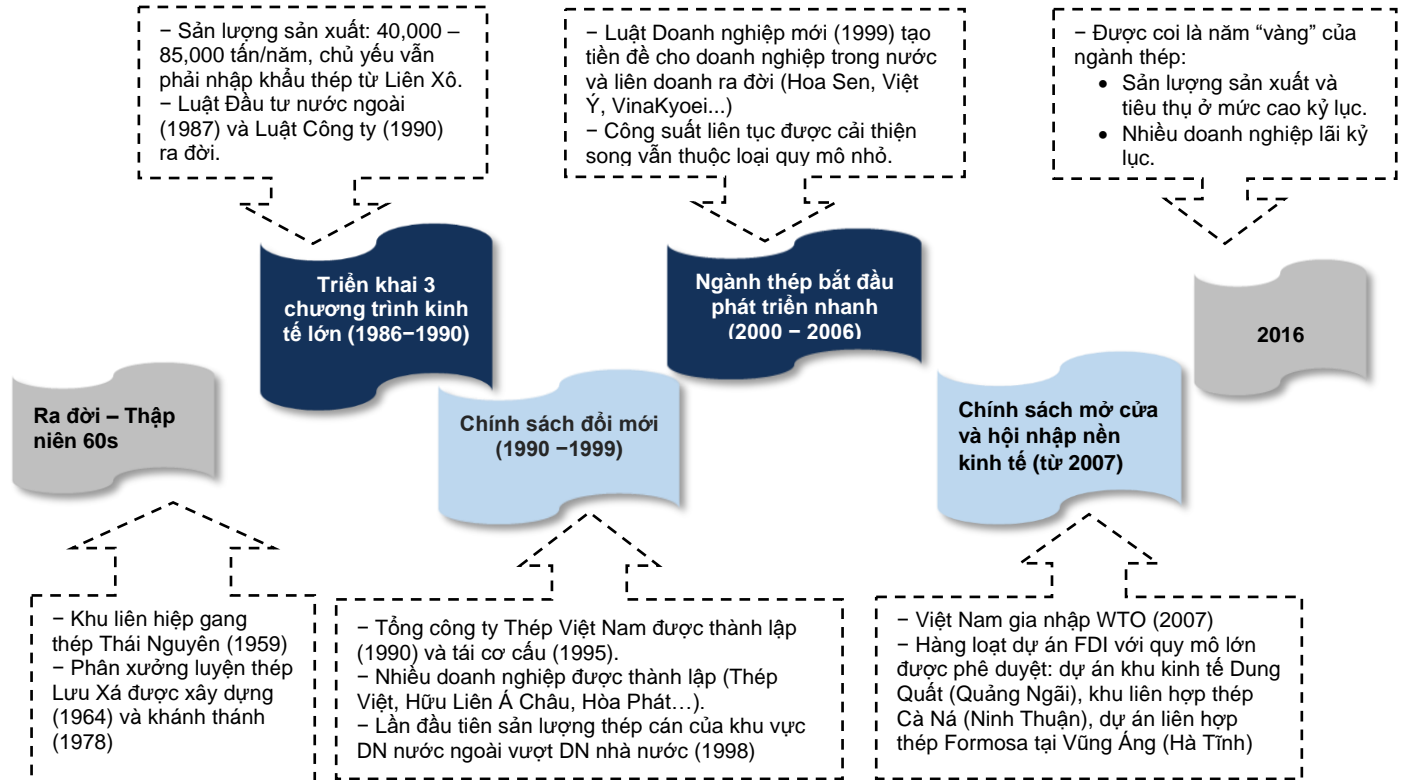 − Sản lượng sản xuất: 40,000 –
85,000 tấn/năm, chủ yếu vẫn
phải nhập khẩu thép từ Liên Xô.
− Luật Đầu tư nước ngoài
(1987) và Luật Công ty (1990)
ra đời.
− Luật Doanh nghiệp mới (1999) tạo
tiền đề cho doanh nghiệp trong nước
và liên doanh ra đời (Hoa Sen, Việt
Ý, VinaKyoei...)
− Công suất liên tục được cải thiện
song vẫn thuộc loại quy mô nhỏ.
− Được coi là năm “vàng” của
ngành thép:
• Sản lượng sản xuất và
tiêu thụ ở mức cao kỷ lục.
• Nhiều doanh nghiệp lãi kỷ
lục.
Triển khai 3
chương trình kinh
tế lớn (1986−1990)
Ngành thép bắt đầu
phát triển nhanh
(2000 − 2006)
2016
Ra đời – Thập
niên 60s
Chính sách đổi mới
(1990 −1999)
Chính sách mở cửa
và hội nhập nền
kinh tế (từ 2007)
− Khu liên hiệp gang
thép Thái Nguyên (1959)
− Phân xưởng luyện thép
Lưu Xá được xây dựng
(1964) và khánh thành
(1978)
− Tổng công ty Thép Việt Nam được thành lập
(1990) và tái cơ cấu (1995).
− Nhiều doanh nghiệp được thành lập (Thép
Việt, Hữu Liên Á Châu, Hòa Phát…).
− Lần đầu tiên sản lượng thép cán của khu vực
DN nước ngoài vượt DN nhà nước (1998)
− Việt Nam gia nhập WTO (2007)
− Hàng loạt dự án FDI với quy mô lớn
được phê duyệt: dự án khu kinh tế Dung
Quất (Quảng Ngãi), khu liên hợp thép
Cà Ná (Ninh Thuận), dự án liên hợp
thép Formosa tại Vũng Áng (Hà Tĩnh)